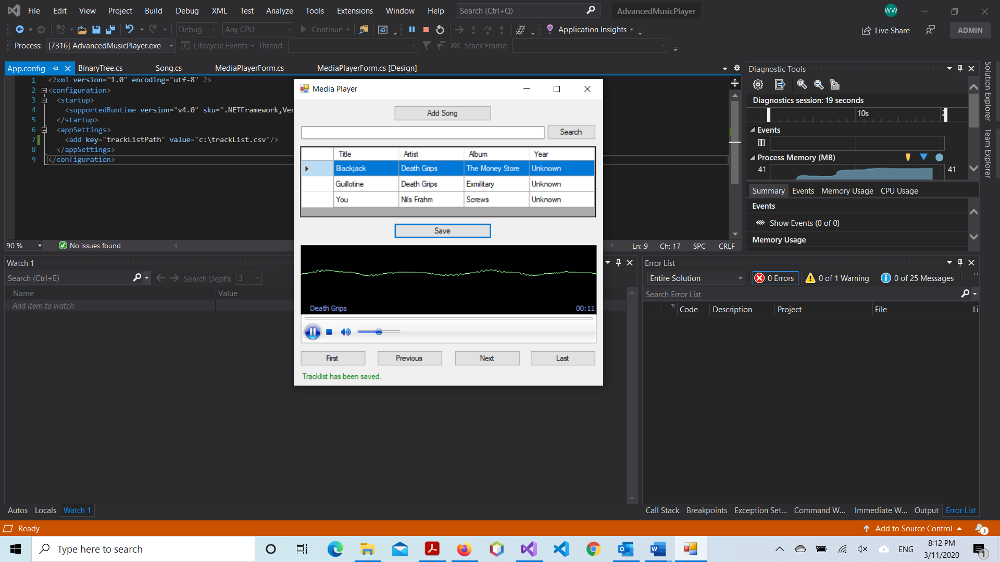 File Edit View Project Build Debug XML Test Analyze Tools Extensions Window Help Search (Ctrl+Q) AdvancedMusicPlayer WW
Debug Any CPU Continue Application Insights Live Share ADMIN
Process: [7316] AdvancedMusicPlayer.exe Lifecycle Events Thread: Stack Frame:
App.config BinaryTree.cs Song.cs MediaPlayerForm.cs MediaPlayerForm.cs [Design]
1 <?xml version="1.0" encoding="utf-8" ?>
2 <configuration>
3 <startup>
4 <supportedRuntime version="v4.0" sku=".NETFramework,Ver
5 </startup>
6 <appSettings>
7 <add key="trackListPath" value="c:\trackList.csv"/>
8 </appSettings>
9 </configuration>
90 % No issues found Ln: 9 Ch: 17 SPC CRLF
Media Player
Add Song
Search
Title Artist Album Year
Blackjack Death Grips The Money Store Unknown
Guillotine Death Grips Exmilitary Unknown
You Nils Frahm Screws Unknown
Save
Death Grips 00:11
First Previous Next Last
Tracklist has been saved.
Diagnostic Tools
Diagnostics session: 19 seconds
10s
Events
Process Memory (MB)
41 41
Summary Events Memory Usage CPU Usage
Events
Show Events (0 of 0)
Memory Usage
Solution Explorer
Team Explorer
Watch 1
Search (Ctrl+E) Search Depth: 3
Name Value
Add item to watch
Autos Locals Watch 1
Error List
Entire Solution 0 Errors 0 of 1 Warning 0 of 25 Messages
Search Error List
Code Description Project File Li
Call Stack Breakpoints Exception Set... Command W... Immediate W... Output Error List
Ready Add to Source Control 3
Type here to search
ENG 8:12 PM
3/11/2020 1